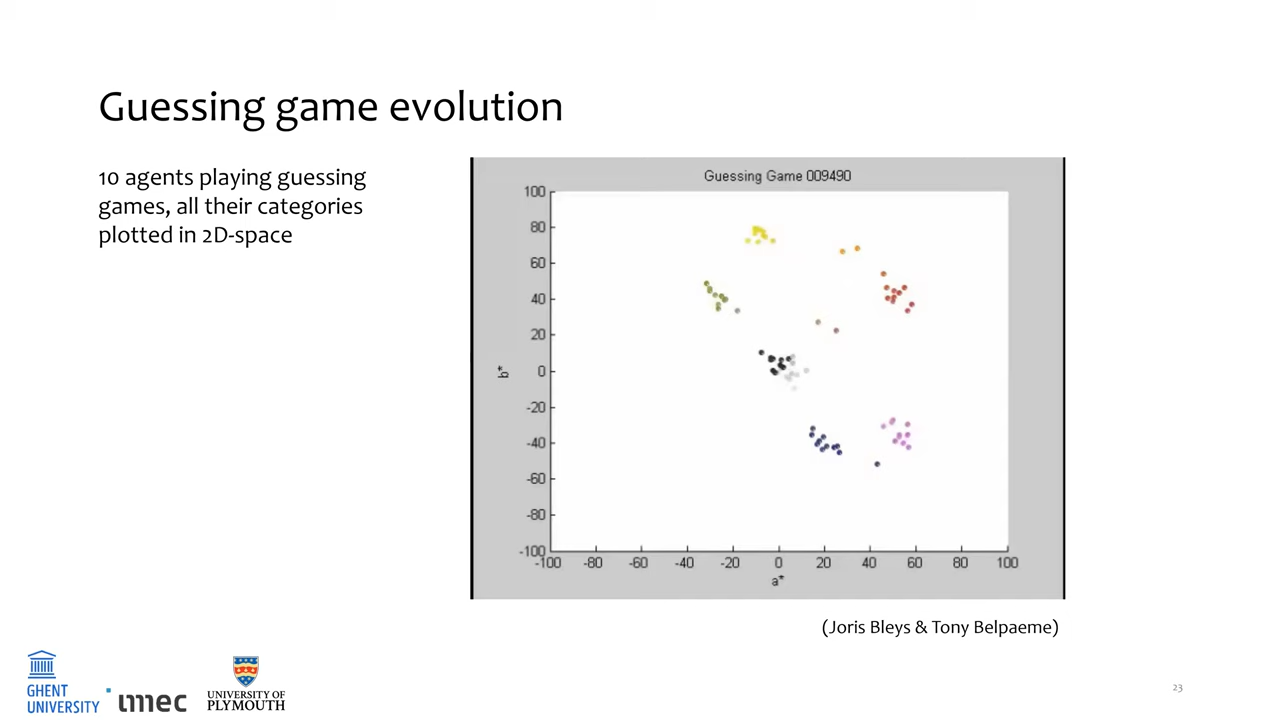 Guessing game evolution
10 agents playing guessing
games, all their categories
plotted in 2D-space
Guessing Game 009490
100
80
60
40
20
0
-20
-40
-60
-80
-100
b*
-100 -80 -60 -40 -20 0 20 40 60 80 100
a*
(Joris Bleys & Tony Belpaeme)
GHENT
UNIVERSITY
imec
UNIVERSITY OF
PLYMOUTH
23